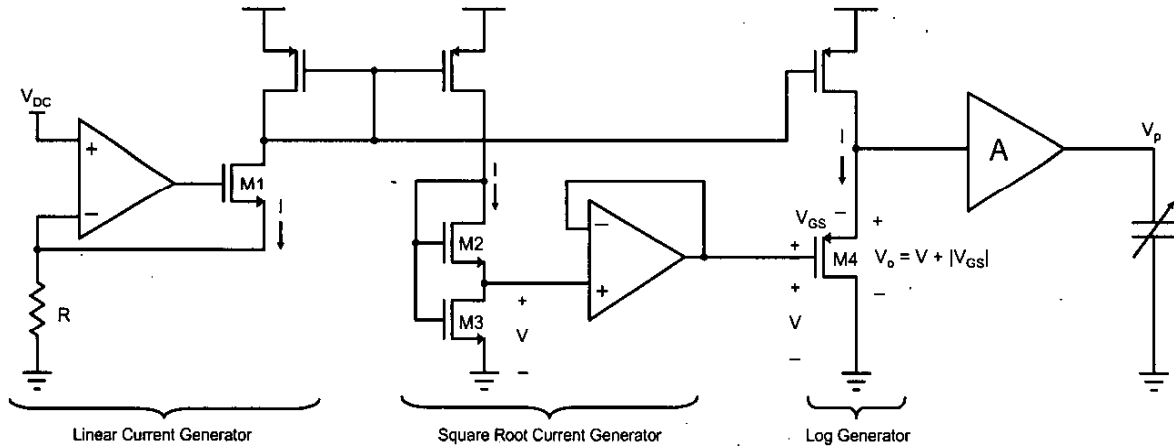 V_DC
+
−
M1
I
R
I
M2
M3
+
V
−
−
+
V_GS
−
+
−
+
V
−
I
M4
+
V_o = V + |V_GS|
−
A
V_p
Linear Current Generator
Square Root Current Generator
Log Generator